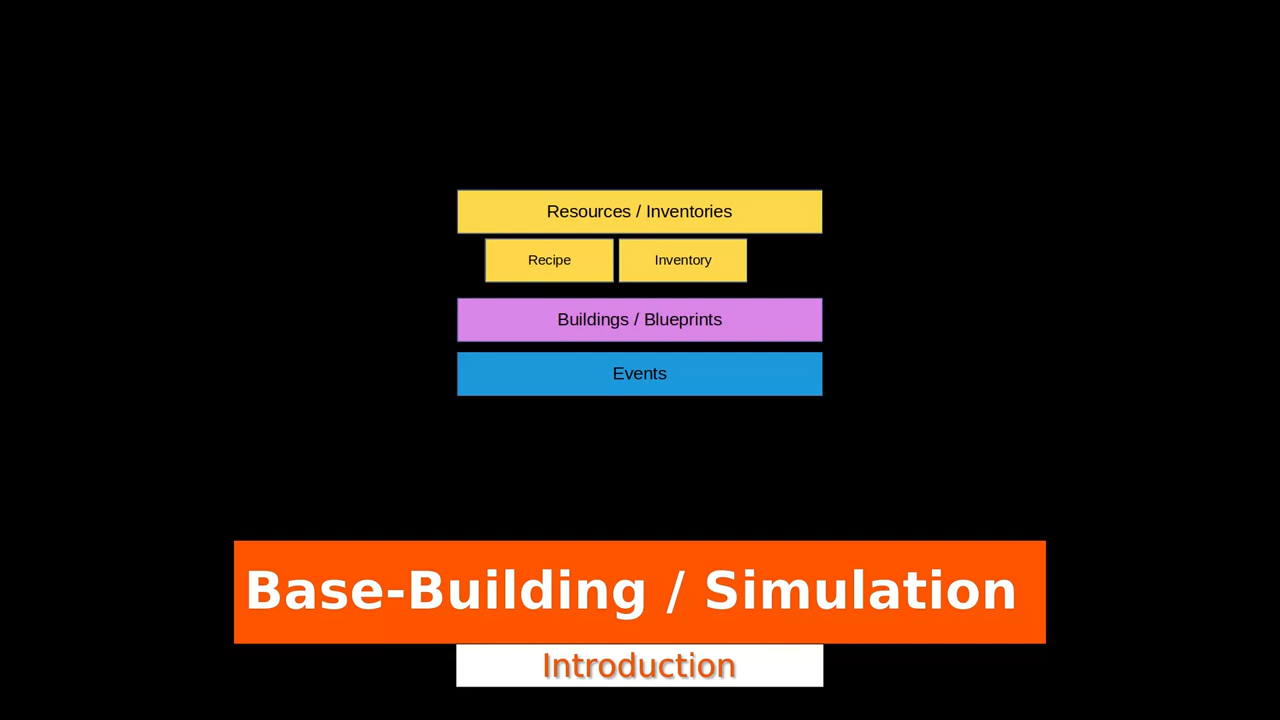 Resources / Inventories
Recipe Inventory
Buildings / Blueprints
Events
Base-Building / Simulation
Introduction